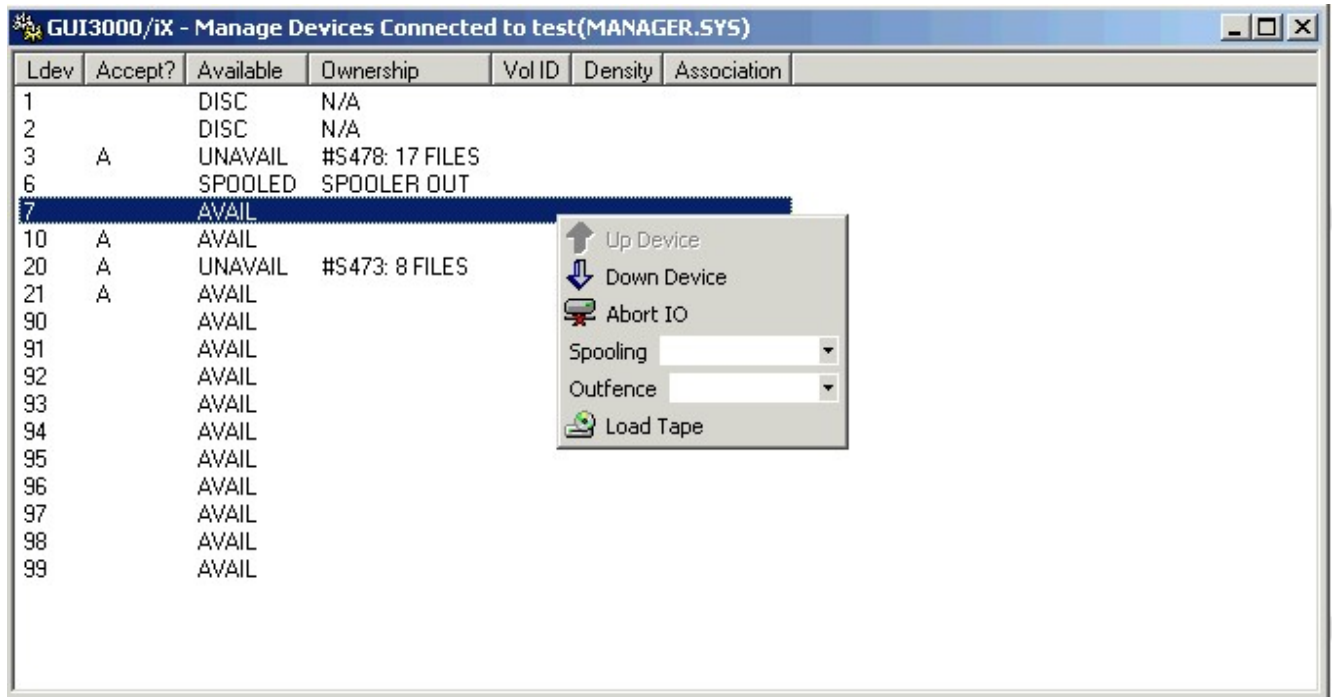 GUI3000/iX - Manage Devices Connected to test(MANAGER.SYS)
Ldev Accept? Available Ownership Vol ID Density Association
1 DISC N/A
2 DISC N/A
3 A UNAVAIL #S478: 17 FILES
6 SPOOLED SPOOLER OUT
7 AVAIL
10 A AVAIL
20 A UNAVAIL #S473: 8 FILES
21 A AVAIL
90 AVAIL
91 AVAIL
92 AVAIL
93 AVAIL
94 AVAIL
95 AVAIL
96 AVAIL
97 AVAIL
98 AVAIL
99 AVAIL
Up Device
Down Device
Abort IO
Spooling
Outfence
Load Tape